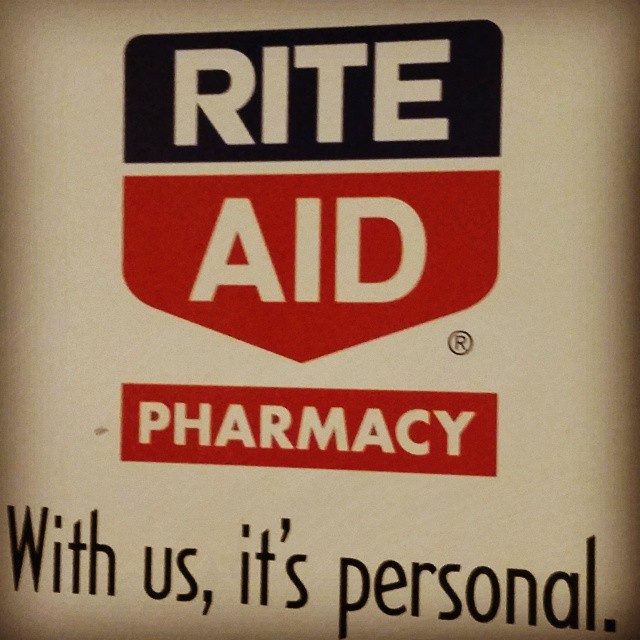 RITE
AID
®
PHARMACY
With us, it's personal.